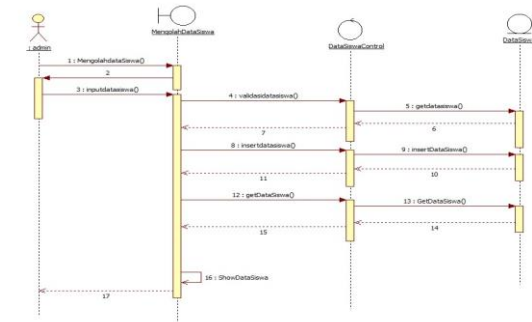 : admin
MengolahDataSiswa
DataSiswaControl
DataSiswa
1 : MengolahdataSiswa()
2
3 : inputdatasiswa()
4 : validasidatasiswa()
5 : getdatasiswa()
6
7
8 : insertdatasiswa()
9 : insertDataSiswa()
10
11
12 : getDataSiswa()
13 : GetDataSiswa()
14
15
16 : ShowDataSiswa
17